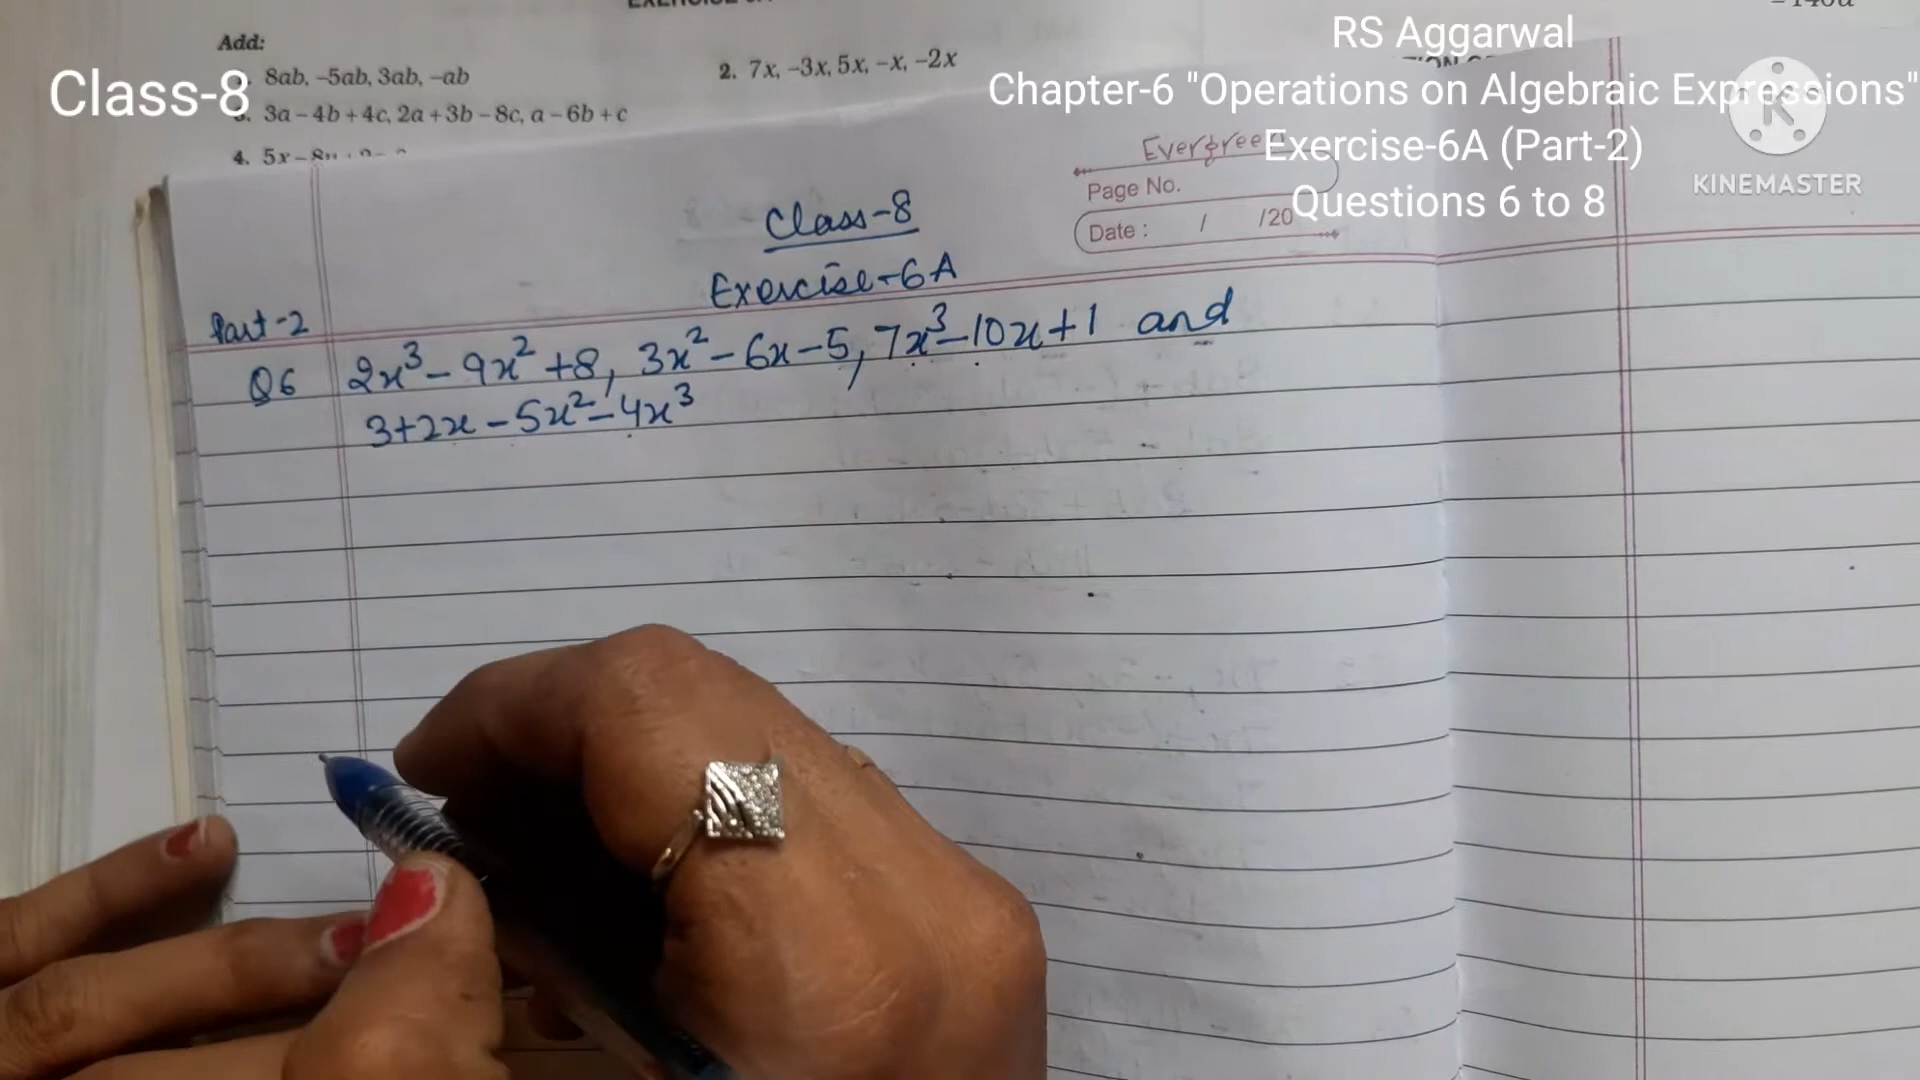 Add:
8ab, –5ab, 3ab, –ab
2. 7x, –3x, 5x, –x, –2x
3a – 4b + 4c, 2a + 3b – 8c, a – 6b + c
4. 5x – 8y
Class-8
RS Aggarwal
Chapter-6 "Operations on Algebraic Expressions"
Exercise-6A (Part-2)
Questions 6 to 8
KINEMASTER
Evergreen
Page No.
Date : / /20
Class-8
Exercise-6A
Part-2
Q6 2x³ – 9x² + 8, 3x² – 6x – 5, 7x³ – 10x + 1 and
3+2x – 5x² – 4x³